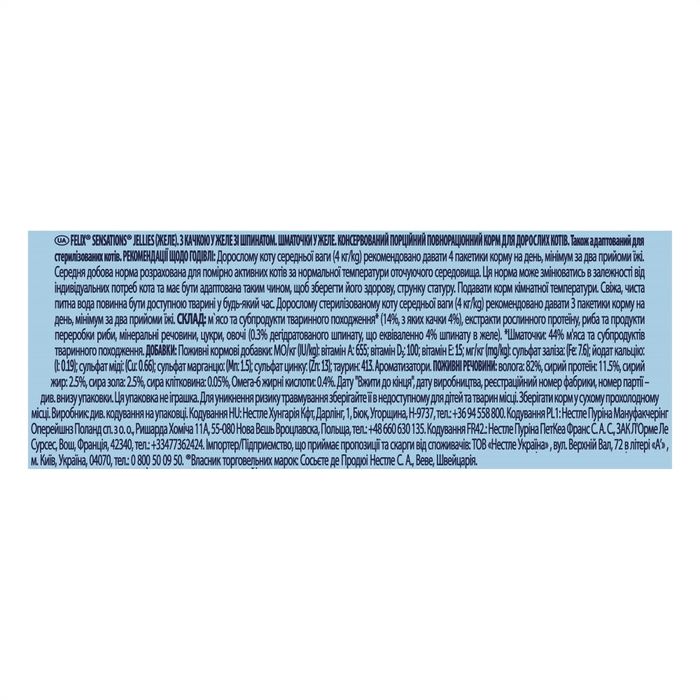 UA FELIX® SENSATIONS® JELLIES (ЖЕЛЕ). З КАЧКОЮ У ЖЕЛЕ ЗІ ШПИНАТОМ. ШМАТОЧКИ У ЖЕЛЕ. КОНСЕРВОВАНИЙ ПОРЦІЙНИЙ ПОВНОРАЦІОННИЙ КОРМ ДЛЯ ДОРОСЛИХ КОТІВ. Також адаптований для
стерилізованих котів. РЕКОМЕНДАЦІЇ ЩОДО ГОДІВЛІ: Дорослому коту середньої ваги (4 кг/kg) рекомендовано давати 4 пакетики корму на день, мінімум за два прийоми їжі.
Середня добова норма розрахована для помірно активних котів за нормальної температури оточуючого середовища. Ця норма може змінюватись в залежності від
індивідуальних потреб кота та має бути адаптована таким чином, щоб зберегти його здорову, струнку статуру. Подавати корм кімнатної температури. Свіжа, чиста
питна вода повинна бути доступною тварині у будь-який час. Дорослому стерилізованому коту середньої ваги (4 кг/kg) рекомендовано давати 3 пакетики корму на
день, мінімум за два прийоми їжі. СКЛАД: м`ясо та субпродукти тваринного походження* (14%, з яких качки 4%), екстракти рослинного протеїну, риба та продукти
переробки риби, мінеральні речовини, цукри, овочі (0.3% дегідратованого шпинату, що еквівалентно 4% шпинату в желе). *Шматочки: 44% м'яса та субпродуктів
тваринного походження. ДОБАВКИ: Поживні кормові добавки: МО/кг (IU/kg): вітамін A: 655; вітамін D₃: 100; вітамін E: 15; мг/кг (mg/kg): сульфат заліза: (Fe: 7.6); йодат кальцію:
(I: 0.19); сульфат міді: (Cu: 0.66); сульфат марганцю: (Mn: 1.5); сульфат цинку: (Zn: 13); таурин: 413. Ароматизатори. ПОЖИВНІ РЕЧОВИНИ: волога: 82%, сирий протеїн: 11.5%, сирий
жир: 2.5%, сира зола: 2.5%, сира клітковина: 0.05%, Омега-6 жирні кислоти: 0.4%. Дату "Вжити до кінця", дату виробництва, реєстраційний номер фабрики, номер партії –
див. внизу упаковки. Ця упаковка не іграшка. Для уникнення ризику травмування зберігайте її в недоступному для дітей та тварин місці. Зберігати корм у сухому прохолодному
місці. Виробник: див. кодування на упаковці. Кодування HU: Нестле Хунгарія Кфт., Дарлінг 1, Бюк, Угорщина, H-9737, тел.: +36 94 558 800. Кодування PL1: Нестле Пуріна Мануфакчерінг
Оперейшнз Поланд сп. з о. о., Ришарда Хоміча 11А, 55-080 Нова Вєшь Вроцлавска, Польща, тел.: +48 660 630 135. Кодування FR42.: Нестле Пуріна ПетКеа Франс С. А. С., ЗАК Л'Орме Ле
Сурсес, Вош, Франція, 42340, тел.: +33477362424. Імпортер/Підприємство, що приймає пропозиції та скарги від споживачів: ТОВ «Нестле Україна» , вул. Верхній Вал, 72 в літері «А' ,
м. Київ, Україна, 04070, тел.: 0 800 50 09 50. ®Власник торговельних марок: Сосьєте де Продюі Нестле С. А., Веве, Швейцарія.